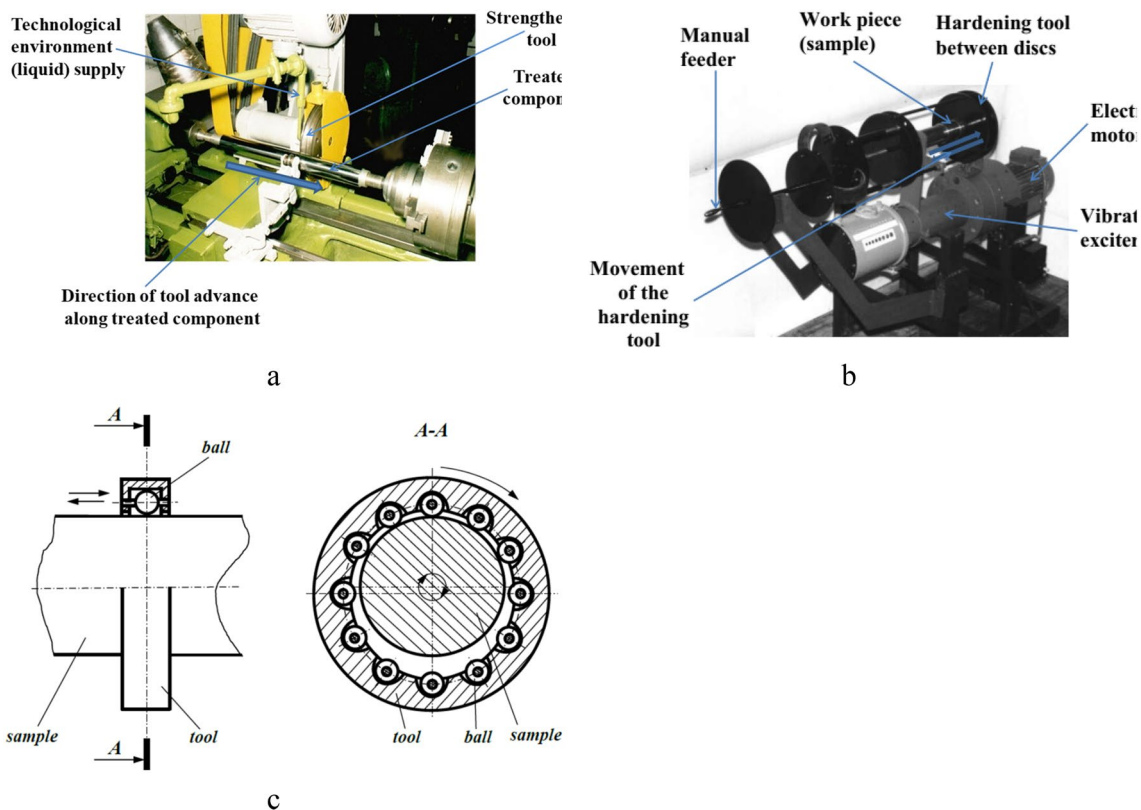 Technological
environment
(liquid) supply
Strengthe
tool
Treate
compon
Direction of tool advance
along treated component
a
Manual
feeder
Work piece
(sample)
Hardening tool
between discs
Elect
motor
Vibrat
exciter
Movement
of the
hardening
tool
b
A
ball
sample
tool
A
A-A
tool
ball
sample
c